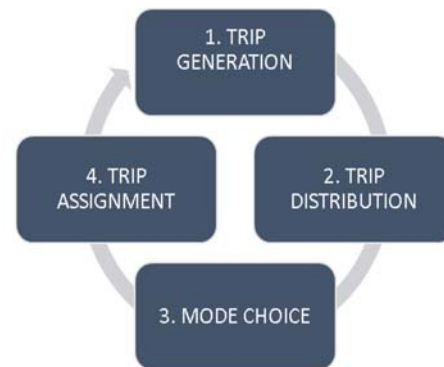 1. TRIP
GENERATION
2. TRIP
DISTRIBUTION
3. MODE CHOICE
4. TRIP
ASSIGNMENT